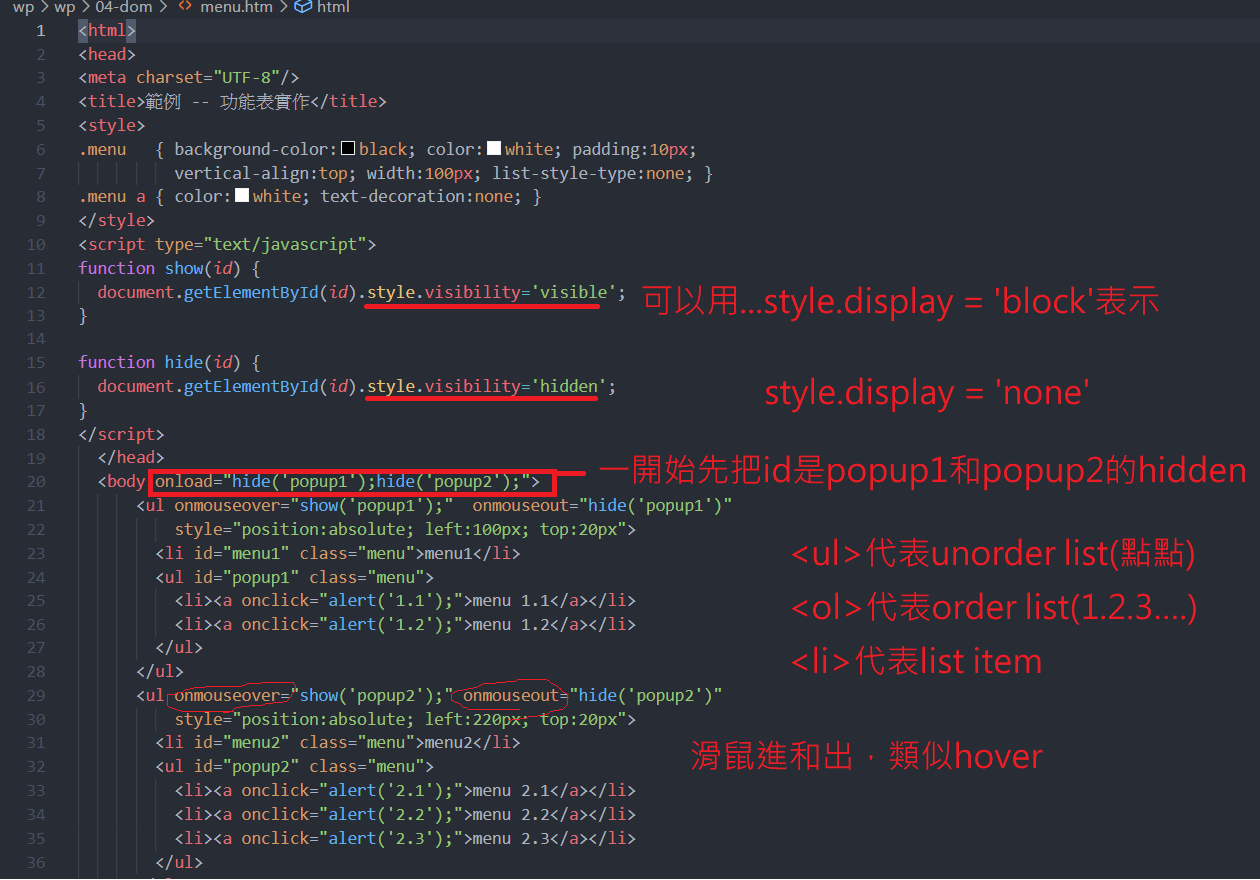 wp > wp > 04-dom > <> menu.htm > html
1 <html>
2 <head>
3 <meta charset="UTF-8"/>
4 <title>範例 -- 功能表實作</title>
5 <style>
6 .menu   { background-color:black; color:white; padding:10px;
7           vertical-align:top; width:100px; list-style-type:none; }
8 .menu a { color:white; text-decoration:none; }
9 </style>
10 <script type="text/javascript">
11 function show(id) {
12   document.getElementById(id).style.visibility='visible'; 可以用...style.display = 'block'表示
13 }
14
15 function hide(id) {
16   document.getElementById(id).style.visibility='hidden'; style.display = 'none'
17 }
18 </script>
19   </head>
20   <body onload="hide('popup1');hide('popup2');"> 一開始先把id是popup1和popup2的hidden
21       <ul onmouseover="show('popup1');"  onmouseout="hide('popup1')"
22           style="position:absolute; left:100px; top:20px">
23         <li id="menu1" class="menu">menu1</li> <ul>代表unorder list(點點)
24         <ul id="popup1" class="menu">
25           <li><a onclick="alert('1.1');">menu 1.1</a></li> <ol>代表order list(1.2.3....)
26           <li><a onclick="alert('1.2');">menu 1.2</a></li>
27         </ul> <li>代表list item
28       </ul>
29       <ul onmouseover="show('popup2');" onmouseout="hide('popup2')"
30           style="position:absolute; left:220px; top:20px">
31         <li id="menu2" class="menu">menu2</li> 滑鼠進和出，類似hover
32         <ul id="popup2" class="menu">
33           <li><a onclick="alert('2.1');">menu 2.1</a></li>
34           <li><a onclick="alert('2.2');">menu 2.2</a></li>
35           <li><a onclick="alert('2.3');">menu 2.3</a></li>
36         </ul>